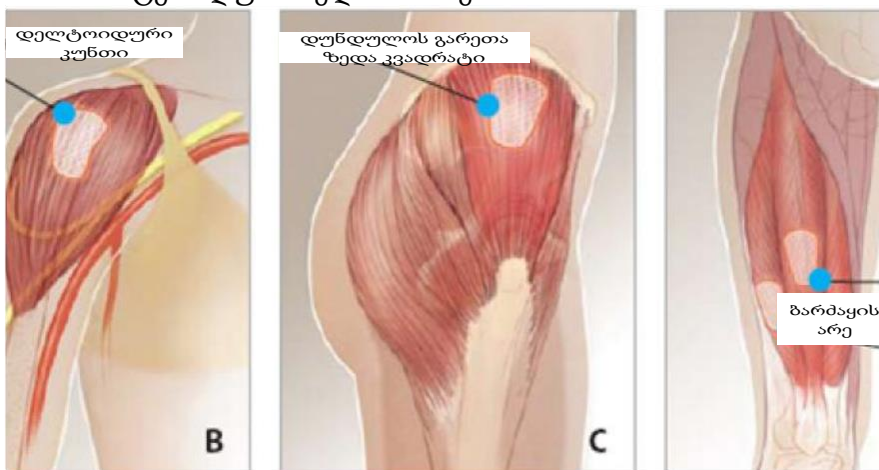 დელტოიდური
კუნთი
დუნდულოს გარეთა
ზედა კვადრატი
ბარძაყის
არე
B
C